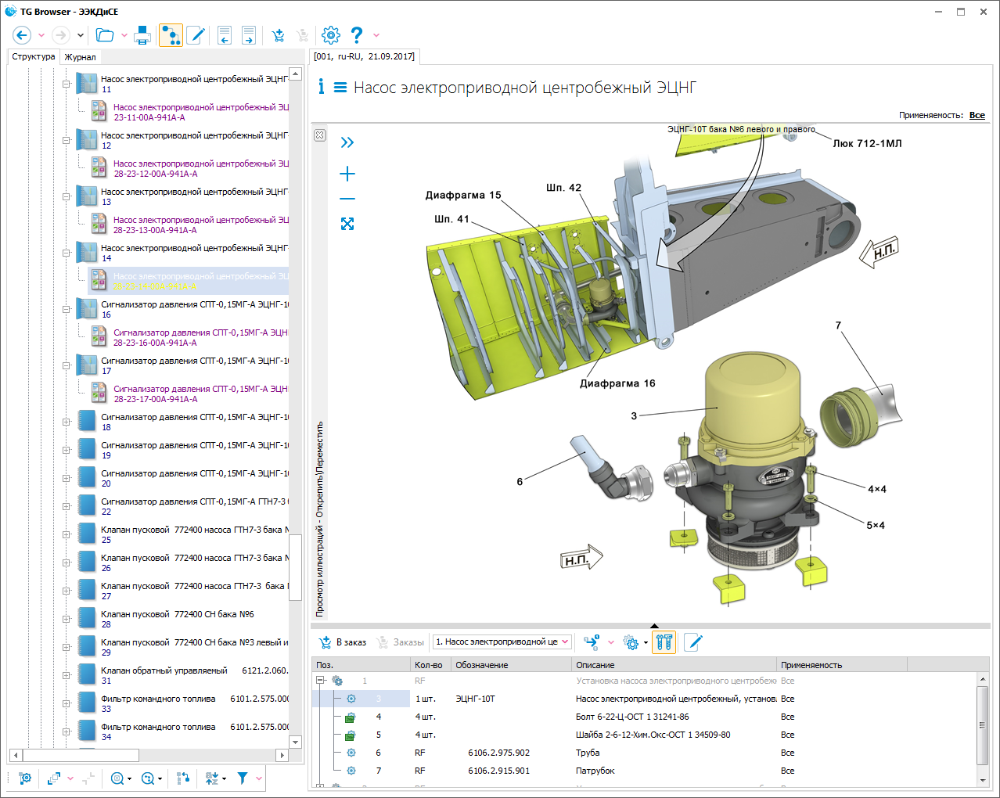 TG Browser - ЭЭКДиСЕ
Структура
Журнал
Насос электроприводной центробежный ЭЦНГ-
11
Насос электроприводной центробежный ЭЦ
23-11-00A-941A-A
Насос электроприводной центробежный ЭЦНГ-
12
Насос электроприводной центробежный ЭЦ
28-23-12-00A-941A-A
Насос электроприводной центробежный ЭЦНГ-
13
Насос электроприводной центробежный ЭЦ
28-23-13-00A-941A-A
Насос электроприводной центробежный ЭЦНГ-
14
Насос электроприводной центробежный ЭЦ
Сигнализатор давления СПТ-0,15МГ-А ЭЦНГ-10
16
Сигнализатор давления СПТ-0,15МГ-А ЭЦН
28-23-16-00A-941A-A
Сигнализатор давления СПТ-0,15МГ-А ЭЦНГ-10
17
Сигнализатор давления СПТ-0,15МГ-А ЭЦН
28-23-17-00A-941A-A
Сигнализатор давления СПТ-0,15МГ-А ЭЦНГ-10
18
Сигнализатор давления СПТ-0,15МГ-А ЭЦНГ-10
19
Сигнализатор давления СПТ-0,15МГ-А ЭЦНГ-10
20
Сигнализатор давления СПТ-0,15МГ-А ГТН7-3
22
Клапан пусковой 772400 насоса ГТН7-3 бака №
25
Клапан пусковой 772400 насоса ГТН7-3 бака №
26
Клапан пусковой 772400 насоса ГТН7-3 бака
27
Клапан пусковой 772400 СН бака №6
28
Клапан пусковой 772400 СН бака №3 левый и
29
Клапан обратный управляемый 6121.2.060.
31
Фильтр командного топлива 6101.2.575.000
33
Фильтр командного топлива 6101.2.575.000
34
[001, ru-RU, 21.09.2017]
Насос электроприводной центробежный ЭЦНГ
Применяемость: Все
Просмотр иллюстраций - Открепить\Переместить
ЭЦНГ-10Т бака №6 левого и правого
Люк 712-1МЛ
Шп. 42
Диафрагма 15
Шп. 41
Н.П.
Диафрагма 16
7
3
6
4×4
5×4
Н.П.
В заказ
Заказы
1. Насос электроприводной це
Поз. Кол-во Обозначение Описание Применяемость
1 RF Установка насоса электроприводного центробежн Все
3 1 шт. ЭЦНГ-10Т Насос электроприводной центробежный, установл Все
4 4 шт. Болт 6-22-Ц-ОСТ 1 31241-86 Все
5 4 шт. Шайба 2-6-12-Хим.Окс-ОСТ 1 34509-80 Все
6 RF 6106.2.975.902 Труба Все
7 RF 6106.2.915.901 Патрубок Все